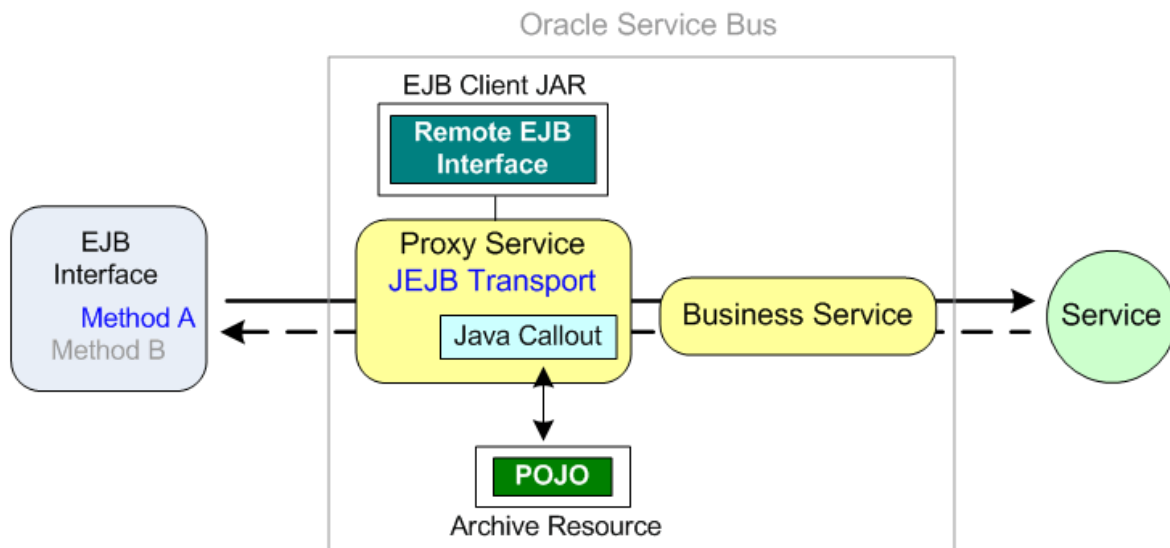 Oracle Service Bus
EJB Client JAR
Remote EJB
Interface
EJB
Interface
Method A
Method B
Proxy Service
JEJB Transport
Java Callout
Business Service
Service
POJO
Archive Resource